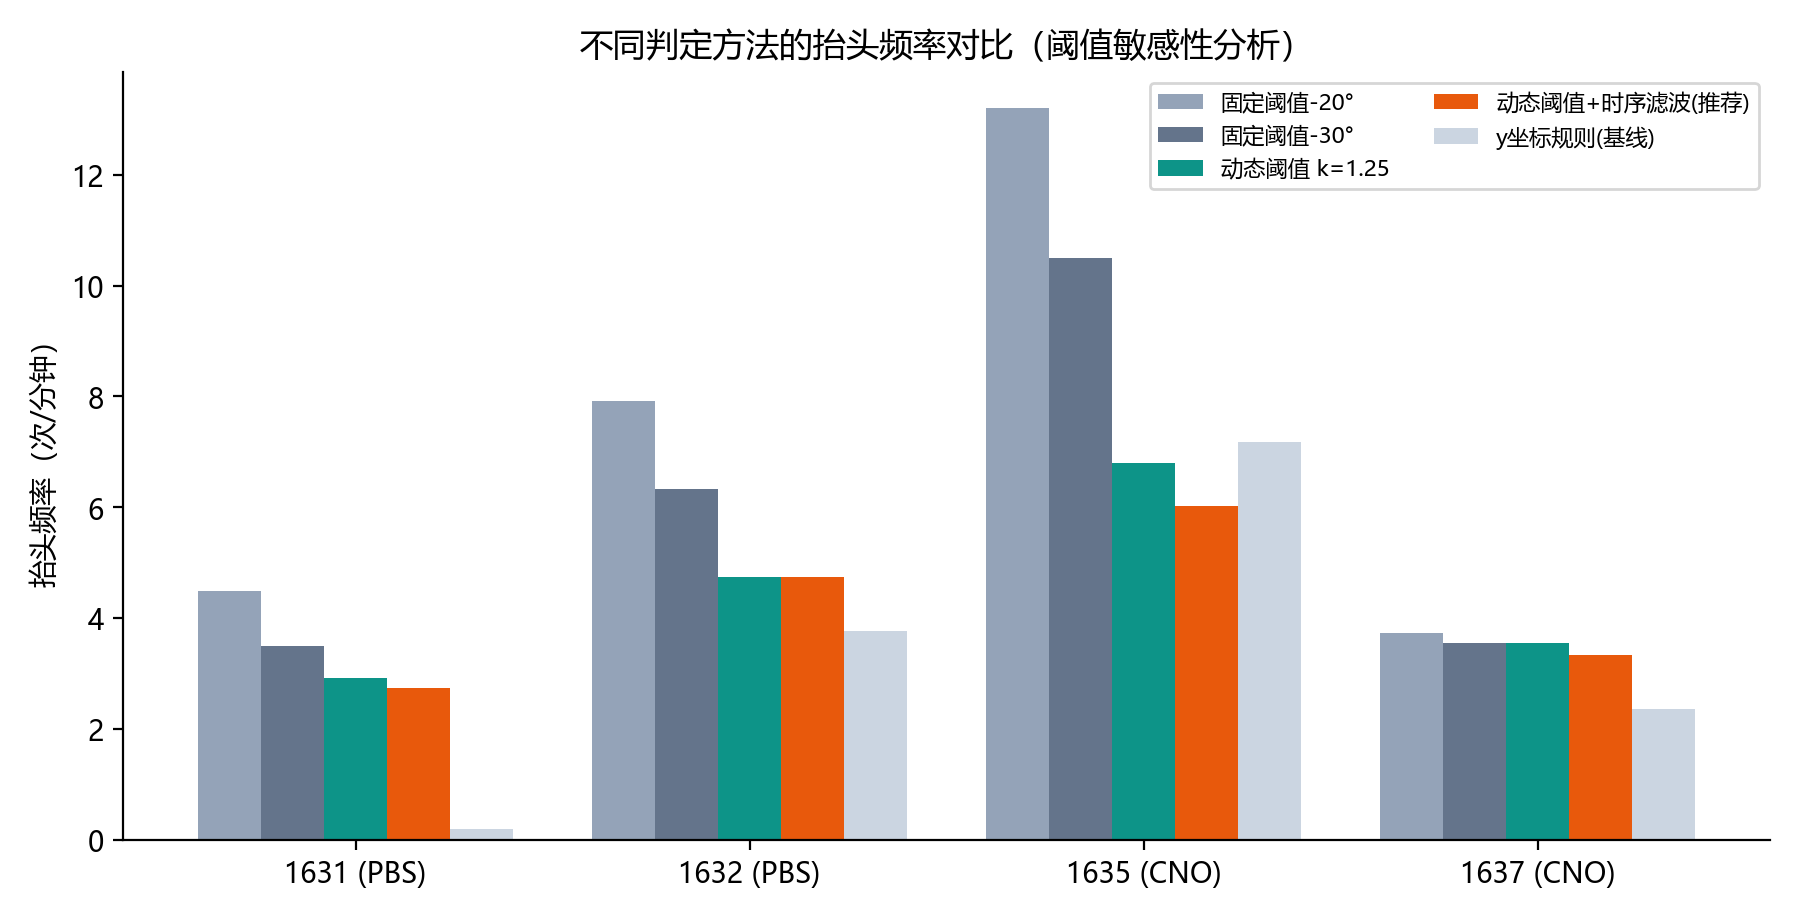 不同判定方法的抬头频率对比（阈值敏感性分析）
固定阈值-20°
固定阈值-30°
动态阈值 k=1.25
动态阈值+时序滤波(推荐)
y坐标规则(基线)
抬头频率（次/分钟）
12
10
8
6
4
2
0
1631 (PBS)
1632 (PBS)
1635 (CNO)
1637 (CNO)